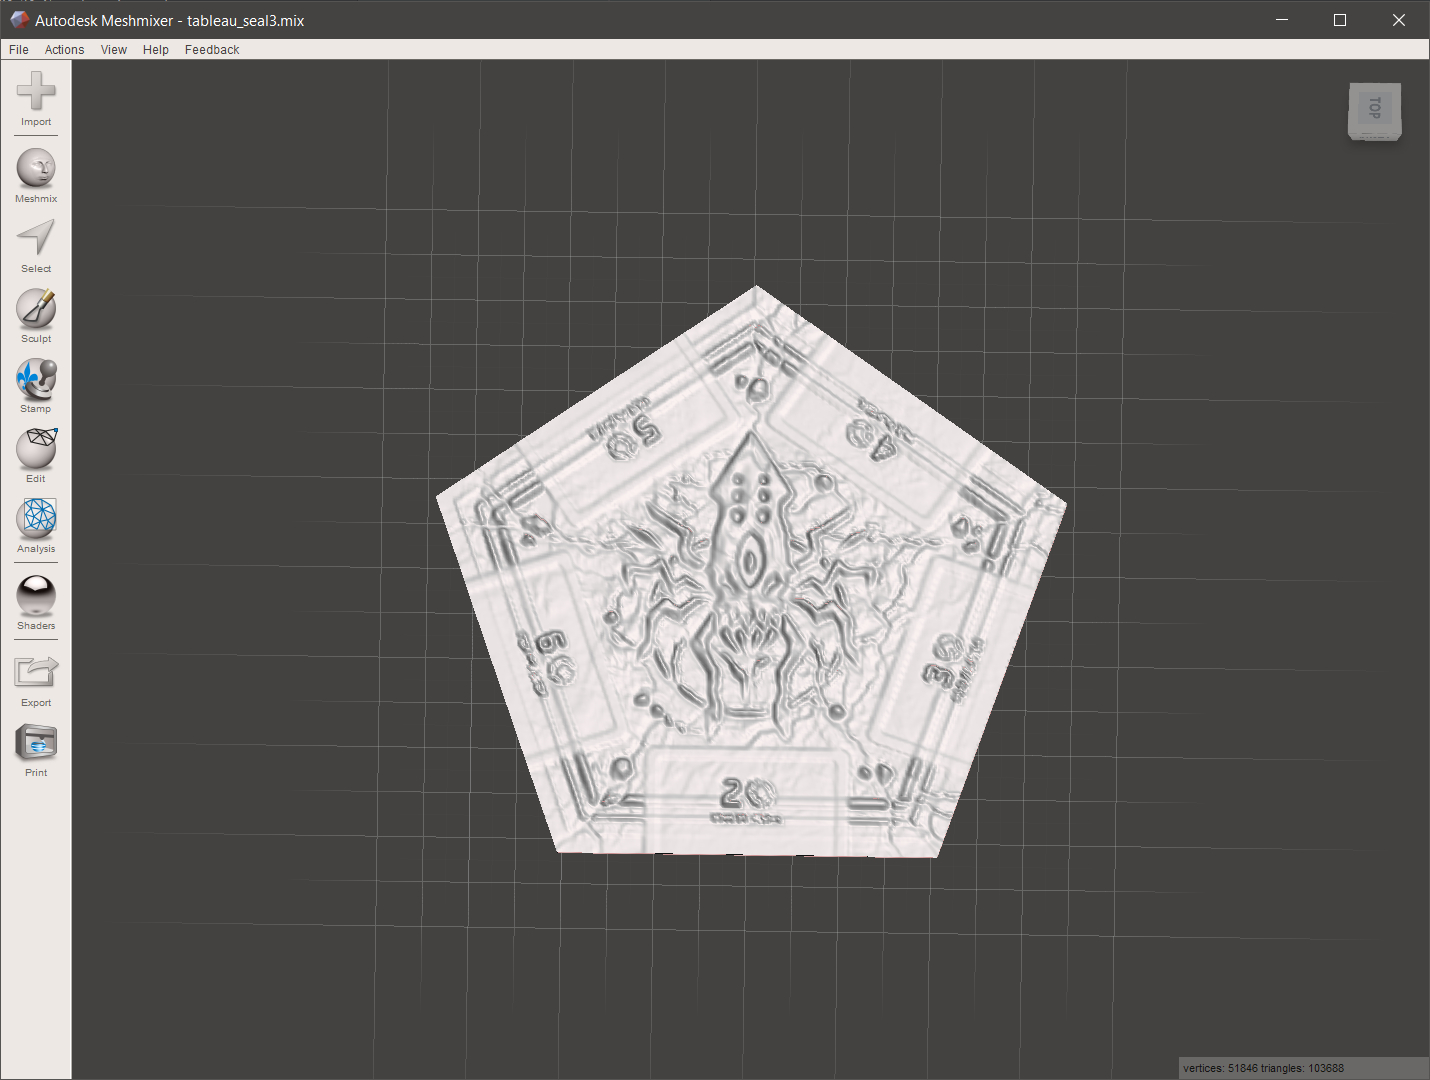 Autodesk Meshmixer - tableau_seal3.mix
File Actions View Help Feedback
Import
Meshmix
Select
Sculpt
Stamp
Edit
Analysis
Shaders
Export
Print
TOP
50
40
60
30
20
vertices: 51846 triangles: 103688